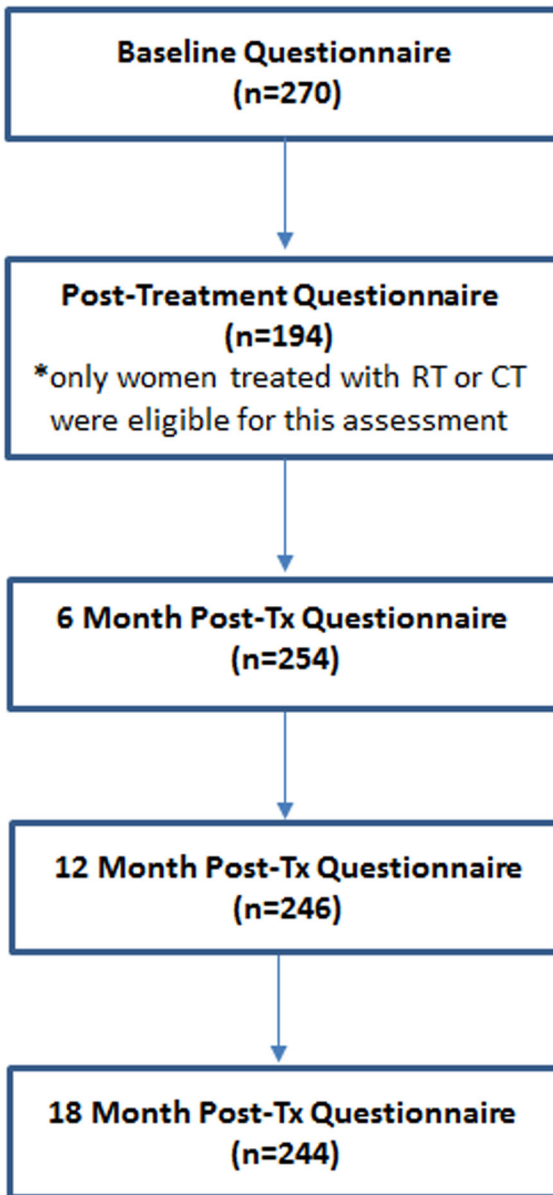 Baseline Questionnaire
(n=270)
Post-Treatment Questionnaire
(n=194)
*only women treated with RT or CT
were eligible for this assessment
6 Month Post-Tx Questionnaire
(n=254)
12 Month Post-Tx Questionnaire
(n=246)
18 Month Post-Tx Questionnaire
(n=244)